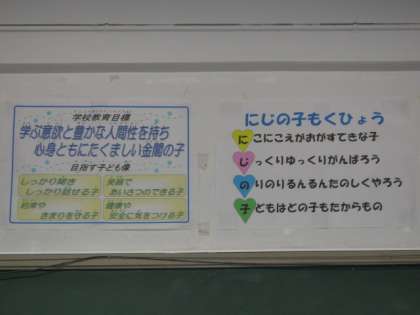 学校教育目標
学ぶ意欲と豊かな人間性を持ち
心身ともにたくましい金閣の子
目指す子ども像
しっかり聞き
しっかり話せる子
笑顔で
あいさつのできる子
約束や
きまりを守る子
健康や
安全に気をつける子
にじの子もくひょう
にこにこえがおがすてきな子
じっくりゆっくりがんばろう
のりのりるんるんたのしくやろう
子どもはどの子もたからもの